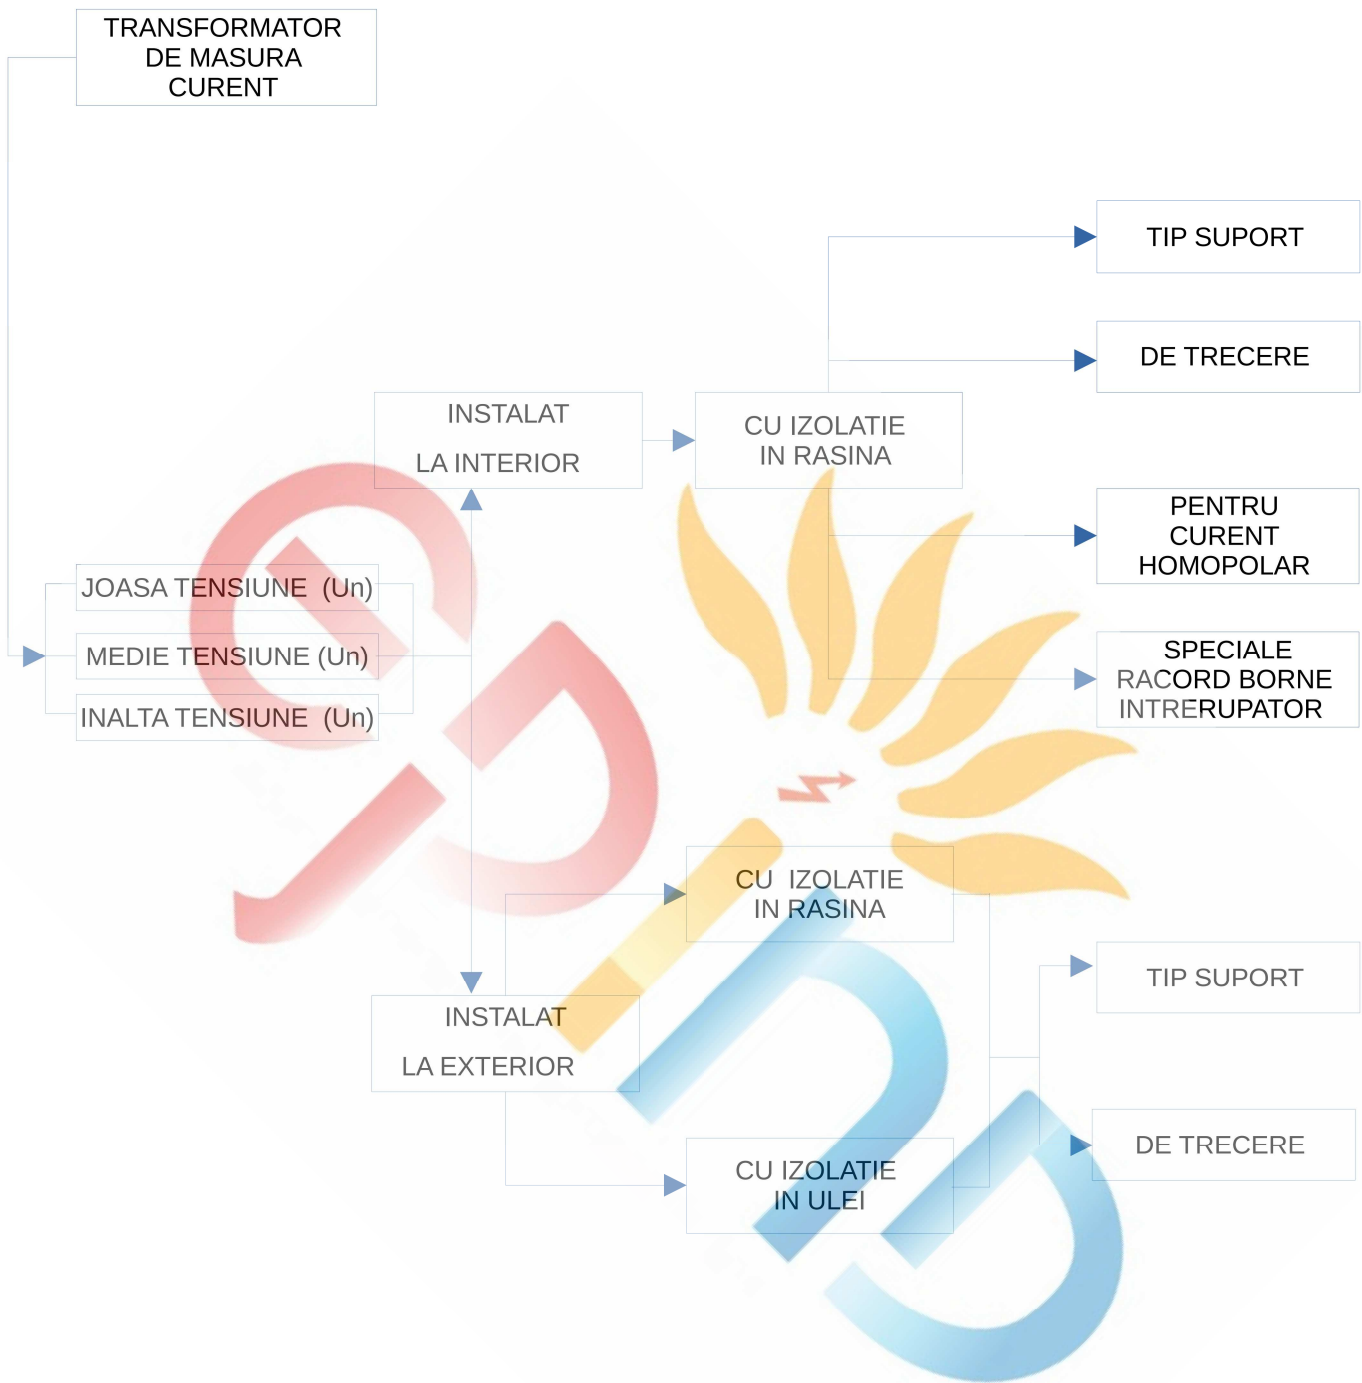 TRANSFORMATOR
DE MASURA
CURENT
TIP SUPORT
DE TRECERE
INSTALAT
LA INTERIOR
CU IZOLATIE
IN RASINA
PENTRU
CURENT
HOMOPOLAR
JOASA TENSIUNE (Un)
MEDIE TENSIUNE (Un)
INALTA TENSIUNE (Un)
SPECIALE
RACORD BORNE
INTRERUPATOR
CU IZOLATIE
IN RASINA
TIP SUPORT
INSTALAT
LA EXTERIOR
DE TRECERE
CU IZOLATIE
IN ULEI